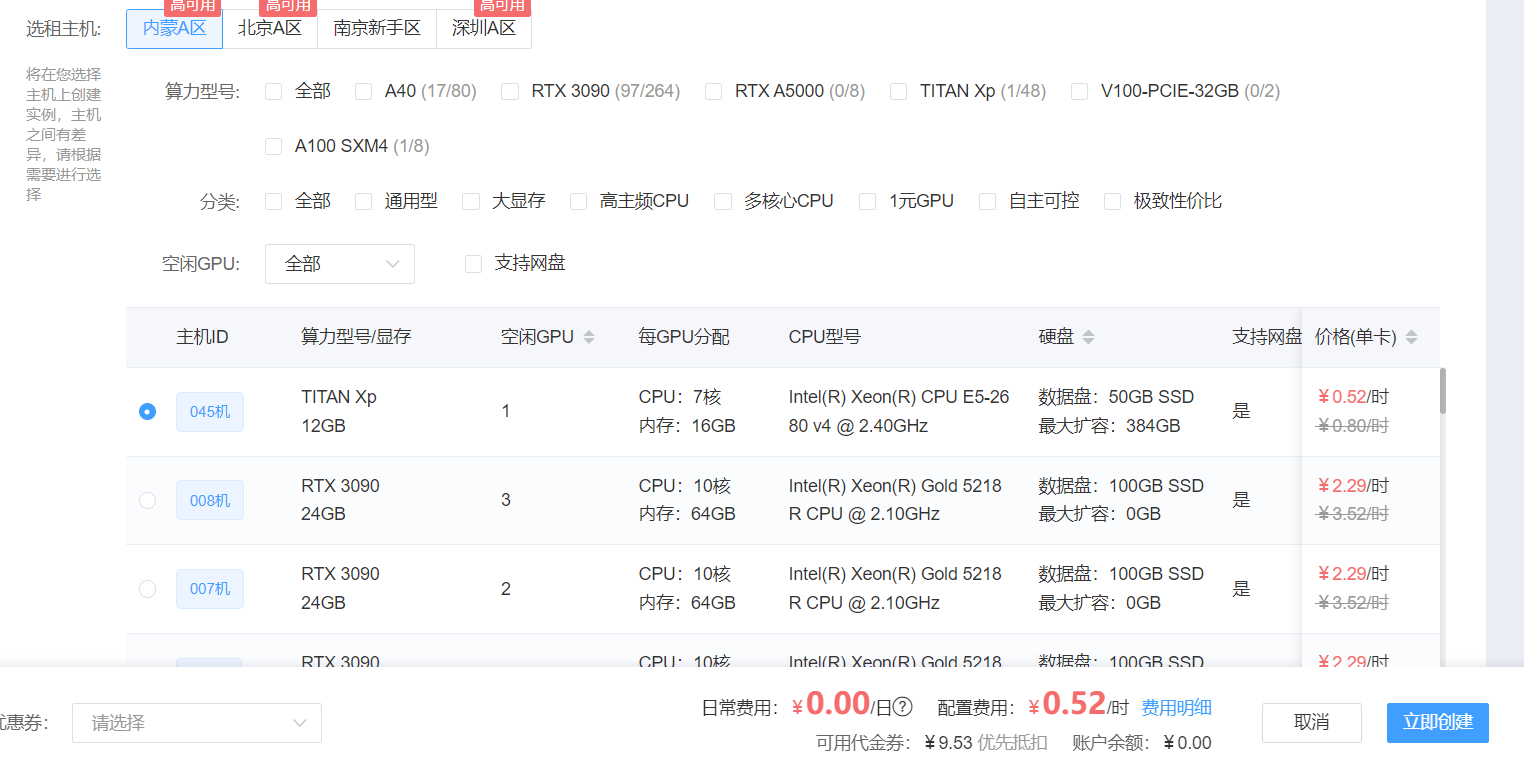 高可用
高可用
高可用
选租主机:
内蒙A区
北京A区
南京新手区
深圳A区
将在您选择
主机上创建
实例，主机
之间有差
异，请根据
需要进行选
择
算力型号:
全部
A40 (17/80)
RTX 3090 (97/264)
RTX A5000 (0/8)
TITAN Xp (1/48)
V100-PCIE-32GB (0/2)
A100 SXM4 (1/8)
分类:
全部
通用型
大显存
高主频CPU
多核心CPU
1元GPU
自主可控
极致性价比
空闲GPU:
全部
支持网盘
主机ID
算力型号/显存
空闲GPU
每GPU分配
CPU型号
硬盘
支持网盘
价格(单卡)
045机
TITAN Xp
12GB
1
CPU：7核
内存：16GB
Intel(R) Xeon(R) CPU E5-26
80 v4 @ 2.40GHz
数据盘：50GB SSD
最大扩容：384GB
是
￥0.52/时
￥0.80/时
008机
RTX 3090
24GB
3
CPU：10核
内存：64GB
Intel(R) Xeon(R) Gold 5218
R CPU @ 2.10GHz
数据盘：100GB SSD
最大扩容：0GB
是
￥2.29/时
￥3.52/时
007机
RTX 3090
24GB
2
CPU：10核
内存：64GB
Intel(R) Xeon(R) Gold 5218
R CPU @ 2.10GHz
数据盘：100GB SSD
最大扩容：0GB
是
￥2.29/时
￥3.52/时
RTX 3090
CPU：10核
Intel(R) Xeon(R) Gold 5218
数据盘：100GB SSD
￥2.29/时
惠券：
请选择
日常费用：￥0.00/日?
配置费用：￥0.52/时
费用明细
可用代金券：￥9.53 优先抵扣
账户余额：￥0.00
取消
立即创建